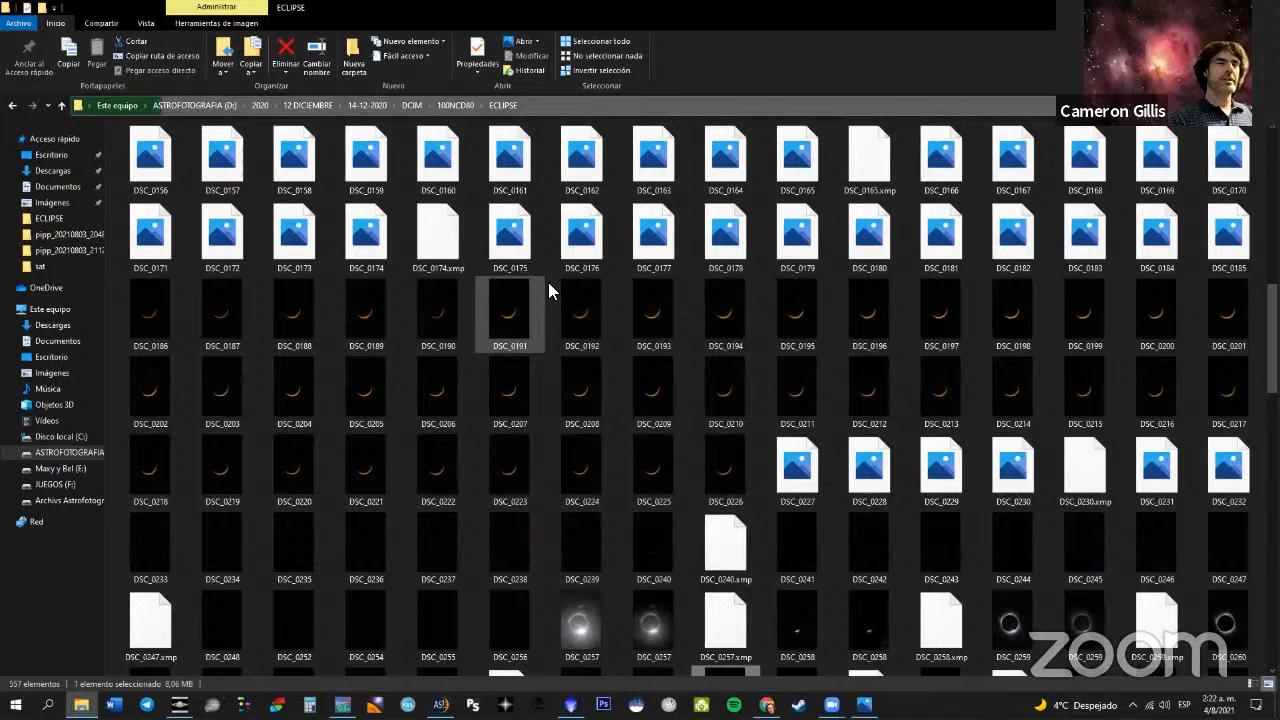 Administrar
ECLIPSE
Archivo Inicio Compartir Vista Herramientas de imagen
Anclar al Acceso rápido
Copiar
Pegar
Cortar
Copiar ruta de acceso
Pegar acceso directo
Mover a
Copiar a
Eliminar
Cambiar nombre
Nueva carpeta
Nuevo elemento
Fácil acceso
Propiedades
Abrir
Modificar
Historial
Seleccionar todo
No seleccionar nada
Invertir selección
Portapapeles Organizar Nuevo Abrir Seleccionar
Cameron Gillis
Este equipo ASTROFOTOGRAFIA (D:) 2020 12 DICIEMBRE 14-12-2020 DCIM 100NCD80 ECLIPSE
Acceso rápido
Escritorio
Descargas
Documentos
Imágenes
ECLIPSE
pipp_20210803_2048
pipp_20210803_2112
sat
OneDrive
Este equipo
Descargas
Documentos
Escritorio
Imágenes
Música
Objetos 3D
Vídeos
Disco local (C:)
ASTROFOTOGRAFIA
Maxy y Bel (E:)
JUEGOS (F:)
Archivs Astrofotogr
Red
DSC_0156 DSC_0157 DSC_0158 DSC_0159 DSC_0160 DSC_0161 DSC_0162 DSC_0163 DSC_0164 DSC_0165 DSC_0165.xmp DSC_0166 DSC_0167 DSC_0168 DSC_0169 DSC_0170
DSC_0171 DSC_0172 DSC_0173 DSC_0174 DSC_0174.xmp DSC_0175 DSC_0176 DSC_0177 DSC_0178 DSC_0179 DSC_0180 DSC_0181 DSC_0182 DSC_0183 DSC_0184 DSC_0185
DSC_0186 DSC_0187 DSC_0188 DSC_0189 DSC_0190 DSC_0191 DSC_0192 DSC_0193 DSC_0194 DSC_0195 DSC_0196 DSC_0197 DSC_0198 DSC_0199 DSC_0200 DSC_0201
DSC_0202 DSC_0203 DSC_0204 DSC_0205 DSC_0206 DSC_0207 DSC_0208 DSC_0209 DSC_0210 DSC_0211 DSC_0212 DSC_0213 DSC_0214 DSC_0215 DSC_0216 DSC_0217
DSC_0218 DSC_0219 DSC_0220 DSC_0221 DSC_0222 DSC_0223 DSC_0224 DSC_0225 DSC_0226 DSC_0227 DSC_0228 DSC_0229 DSC_0230 DSC_0230.xmp DSC_0231 DSC_0232
DSC_0233 DSC_0234 DSC_0235 DSC_0236 DSC_0237 DSC_0238 DSC_0239 DSC_0240 DSC_0240.xmp DSC_0241 DSC_0242 DSC_0243 DSC_0244 DSC_0245 DSC_0246 DSC_0247
DSC_0247.xmp DSC_0248 DSC_0252 DSC_0254 DSC_0255 DSC_0256 DSC_0257 DSC_0257 DSC_0257.xmp DSC_0258 DSC_0258 DSC_0258.xmp DSC_0259 DSC_0259 DSC_0259.xmp DSC_0260
zoom
557 elementos 1 elemento seleccionado 8,06 MB
4°C Despejado ESP 2:22 a.m.
4/8/2021